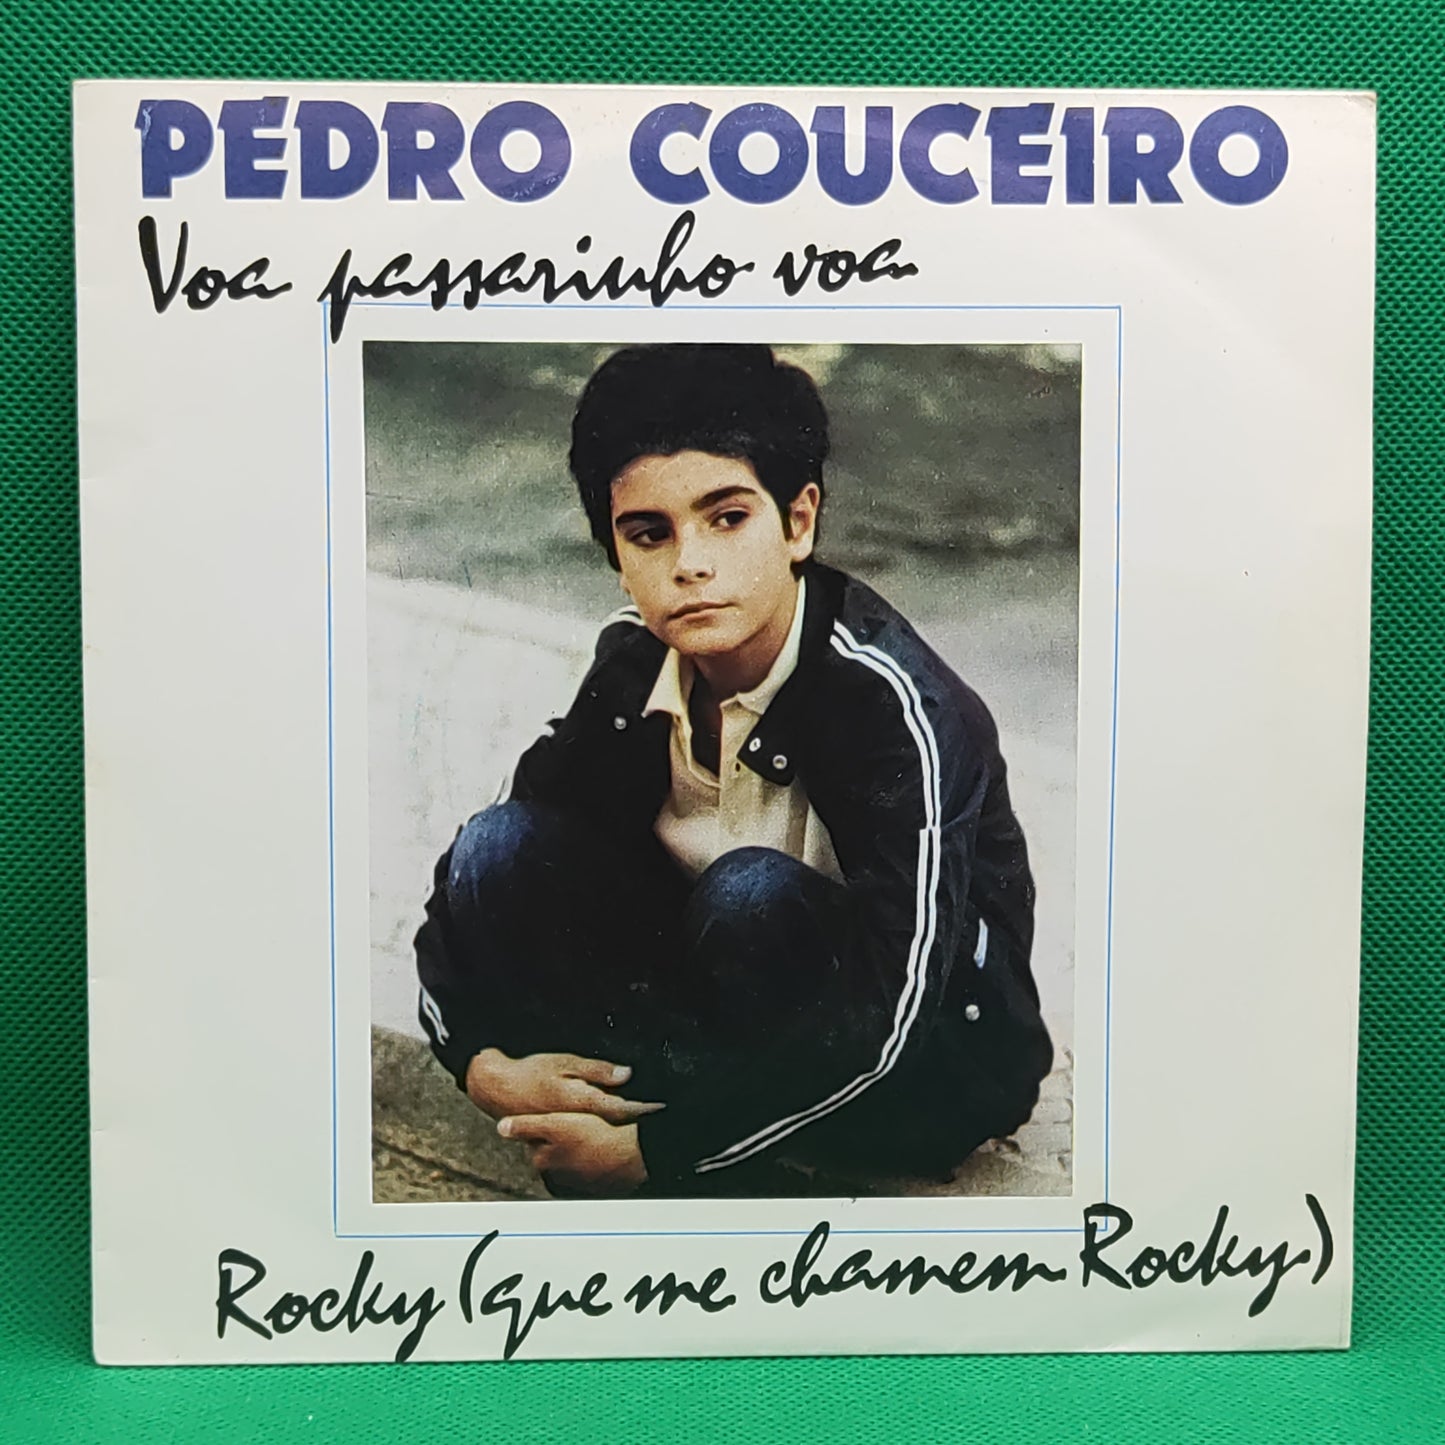 PEDRO COUCEIRO
Voa passarinho voa
Rocky (que me chamem Rocky)